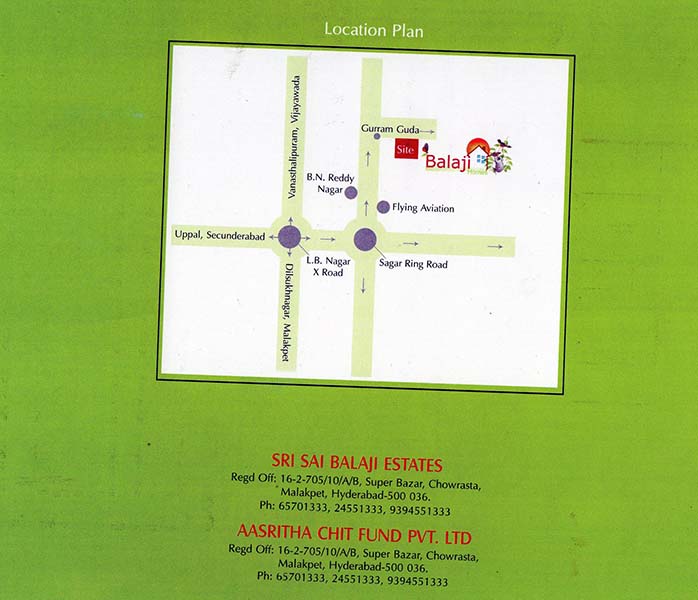 Location Plan
Vanasthalipuram, Vijayawada
Gurram Guda
Site
Balaji
Homes
B.N. Reddy
Nagar
Flying Aviation
Uppal, Secunderabad
L.B. Nagar
X Road
Sagar Ring Road
Dilsukhnagar, Malakpet
SRI SAI BALAJI ESTATES
Regd Off: 16-2-705/10/A/B, Super Bazar, Chowrasta,
Malakpet, Hyderabad-500 036.
Ph: 65701333, 24551333, 9394551333
AASRITHA CHIT FUND PVT. LTD
Regd Off: 16-2-705/10/A/B, Super Bazar, Chowrasta,
Malakpet, Hyderabad-500 036.
Ph: 65701333, 24551333, 9394551333